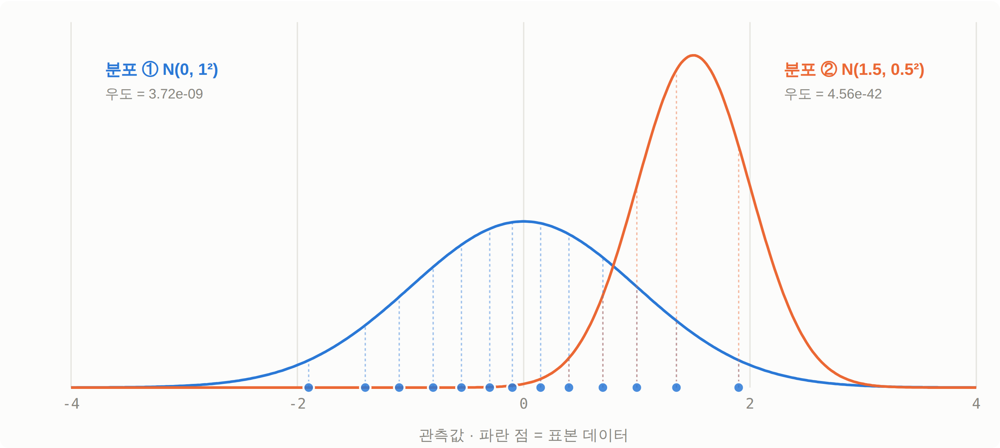 분포 ① N(0, 1²)
우도 = 3.72e-09
분포 ② N(1.5, 0.5²)
우도 = 4.56e-42
-4 -2 0 2 4
관측값 · 파란 점 = 표본 데이터